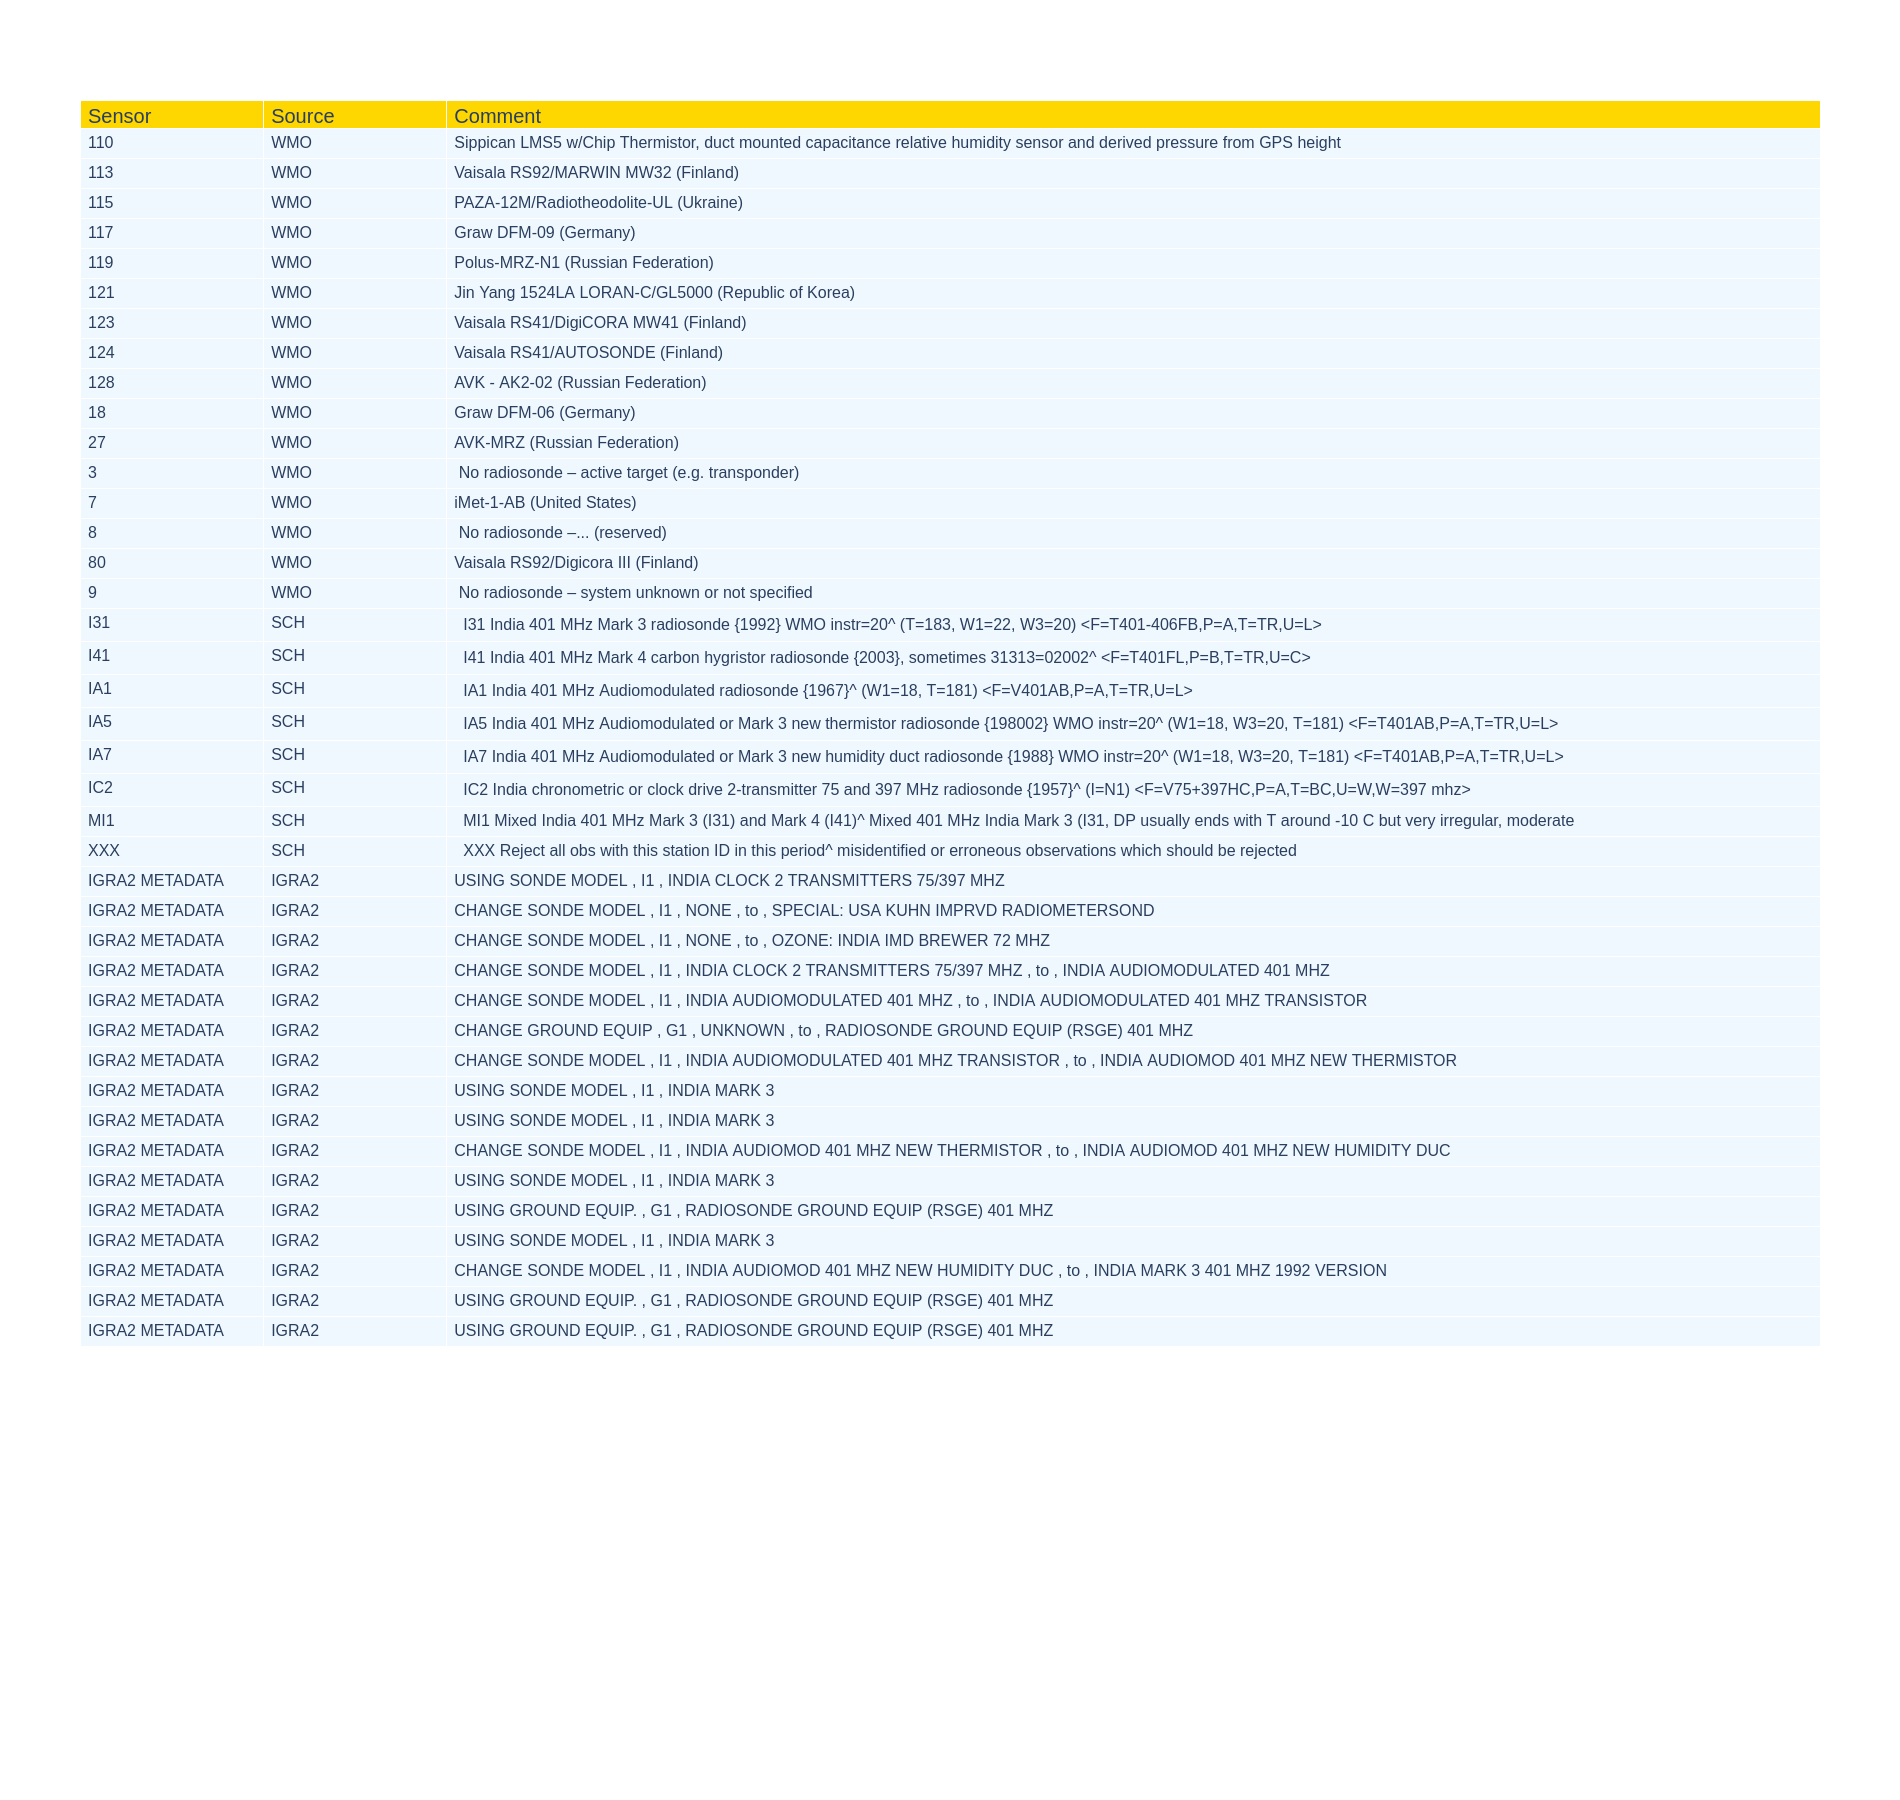 Sensor Source Comment
110 WMO Sippican LMS5 w/Chip Thermistor, duct mounted capacitance relative humidity sensor and derived pressure from GPS height
113 WMO Vaisala RS92/MARWIN MW32 (Finland)
115 WMO PAZA-12M/Radiotheodolite-UL (Ukraine)
117 WMO Graw DFM-09 (Germany)
119 WMO Polus-MRZ-N1 (Russian Federation)
121 WMO Jin Yang 1524LA LORAN-C/GL5000 (Republic of Korea)
123 WMO Vaisala RS41/DigiCORA MW41 (Finland)
124 WMO Vaisala RS41/AUTOSONDE (Finland)
128 WMO AVK - AK2-02 (Russian Federation)
18 WMO Graw DFM-06 (Germany)
27 WMO AVK-MRZ (Russian Federation)
3 WMO No radiosonde – active target (e.g. transponder)
7 WMO iMet-1-AB (United States)
8 WMO No radiosonde –... (reserved)
80 WMO Vaisala RS92/Digicora III (Finland)
9 WMO No radiosonde – system unknown or not specified
I31 SCH I31 India 401 MHz Mark 3 radiosonde {1992} WMO instr=20^ (T=183, W1=22, W3=20) <F=T401-406FB,P=A,T=TR,U=L>
I41 SCH I41 India 401 MHz Mark 4 carbon hygristor radiosonde {2003}, sometimes 31313=02002^ <F=T401FL,P=B,T=TR,U=C>
IA1 SCH IA1 India 401 MHz Audiomodulated radiosonde {1967}^ (W1=18, T=181) <F=V401AB,P=A,T=TR,U=L>
IA5 SCH IA5 India 401 MHz Audiomodulated or Mark 3 new thermistor radiosonde {198002} WMO instr=20^ (W1=18, W3=20, T=181) <F=T401AB,P=A,T=TR,U=L>
IA7 SCH IA7 India 401 MHz Audiomodulated or Mark 3 new humidity duct radiosonde {1988} WMO instr=20^ (W1=18, W3=20, T=181) <F=T401AB,P=A,T=TR,U=L>
IC2 SCH IC2 India chronometric or clock drive 2-transmitter 75 and 397 MHz radiosonde {1957}^ (I=N1) <F=V75+397HC,P=A,T=BC,U=W,W=397 mhz>
MI1 SCH MI1 Mixed India 401 MHz Mark 3 (I31) and Mark 4 (I41)^ Mixed 401 MHz India Mark 3 (I31, DP usually ends with T around -10 C but very irregular, moderate
XXX SCH XXX Reject all obs with this station ID in this period^ misidentified or erroneous observations which should be rejected
IGRA2 METADATA IGRA2 USING SONDE MODEL , I1 , INDIA CLOCK 2 TRANSMITTERS 75/397 MHZ
IGRA2 METADATA IGRA2 CHANGE SONDE MODEL , I1 , NONE , to , SPECIAL: USA KUHN IMPRVD RADIOMETERSOND
IGRA2 METADATA IGRA2 CHANGE SONDE MODEL , I1 , NONE , to , OZONE: INDIA IMD BREWER 72 MHZ
IGRA2 METADATA IGRA2 CHANGE SONDE MODEL , I1 , INDIA CLOCK 2 TRANSMITTERS 75/397 MHZ , to , INDIA AUDIOMODULATED 401 MHZ
IGRA2 METADATA IGRA2 CHANGE SONDE MODEL , I1 , INDIA AUDIOMODULATED 401 MHZ , to , INDIA AUDIOMODULATED 401 MHZ TRANSISTOR
IGRA2 METADATA IGRA2 CHANGE GROUND EQUIP , G1 , UNKNOWN , to , RADIOSONDE GROUND EQUIP (RSGE) 401 MHZ
IGRA2 METADATA IGRA2 CHANGE SONDE MODEL , I1 , INDIA AUDIOMODULATED 401 MHZ TRANSISTOR , to , INDIA AUDIOMOD 401 MHZ NEW THERMISTOR
IGRA2 METADATA IGRA2 USING SONDE MODEL , I1 , INDIA MARK 3
IGRA2 METADATA IGRA2 USING SONDE MODEL , I1 , INDIA MARK 3
IGRA2 METADATA IGRA2 CHANGE SONDE MODEL , I1 , INDIA AUDIOMOD 401 MHZ NEW THERMISTOR , to , INDIA AUDIOMOD 401 MHZ NEW HUMIDITY DUC
IGRA2 METADATA IGRA2 USING SONDE MODEL , I1 , INDIA MARK 3
IGRA2 METADATA IGRA2 USING GROUND EQUIP. , G1 , RADIOSONDE GROUND EQUIP (RSGE) 401 MHZ
IGRA2 METADATA IGRA2 USING SONDE MODEL , I1 , INDIA MARK 3
IGRA2 METADATA IGRA2 CHANGE SONDE MODEL , I1 , INDIA AUDIOMOD 401 MHZ NEW HUMIDITY DUC , to , INDIA MARK 3 401 MHZ 1992 VERSION
IGRA2 METADATA IGRA2 USING GROUND EQUIP. , G1 , RADIOSONDE GROUND EQUIP (RSGE) 401 MHZ
IGRA2 METADATA IGRA2 USING GROUND EQUIP. , G1 , RADIOSONDE GROUND EQUIP (RSGE) 401 MHZ